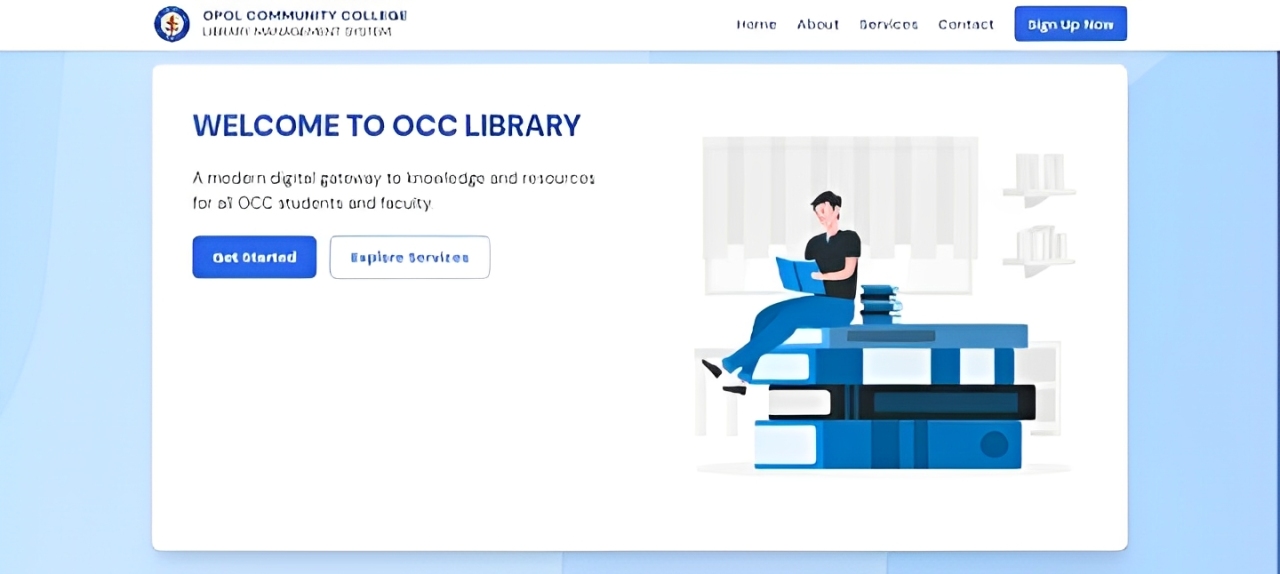 OPOL COMMUNITY COLLEGE
LIBRARY MANAGEMENT SYSTEM
Home About Services Contact Sign Up Now
WELCOME TO OCC LIBRARY
A modern digital gateway to knowledge and resources
for all OCC students and faculty.
Get Started Explore Services